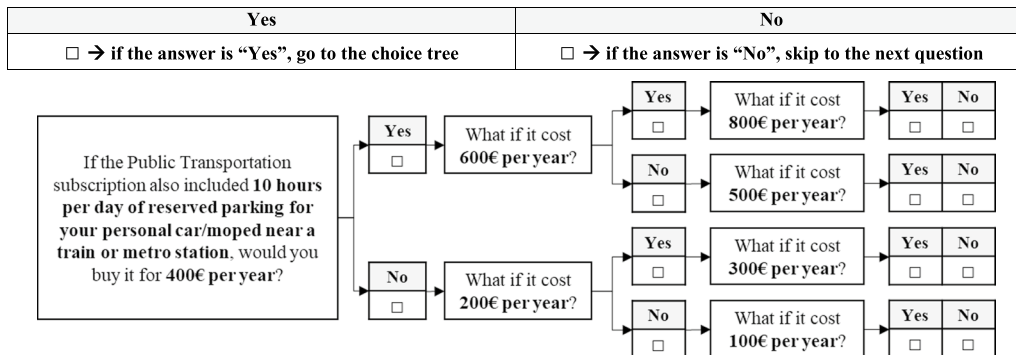 Yes No
☐ → if the answer is “Yes”, go to the choice tree
☐ → if the answer is “No”, skip to the next question
If the Public Transportation
subscription also included 10 hours
per day of reserved parking for
your personal car/moped near a
train or metro station, would you
buy it for 400€ per year?
Yes
☐
What if it cost
600€ per year?
Yes
☐
What if it cost
800€ per year?
Yes No
☐ ☐
No
☐
What if it cost
500€ per year?
Yes No
☐ ☐
No
☐
What if it cost
200€ per year?
Yes
☐
What if it cost
300€ per year?
Yes No
☐ ☐
No
☐
What if it cost
100€ per year?
Yes No
☐ ☐